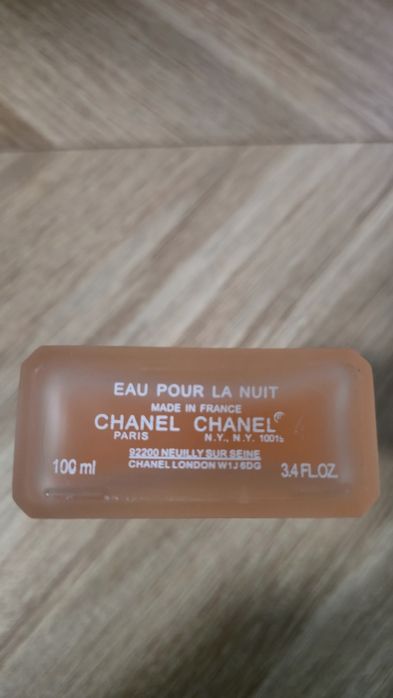 EAU POUR LA NUIT
MADE IN FRANCE
CHANEL CHANEL®
PARIS N.Y., N.Y. 10019
92200 NEUILLY SUR SEINE
100 ml CHANEL LONDON W1J 6DG 3.4 FL.OZ.